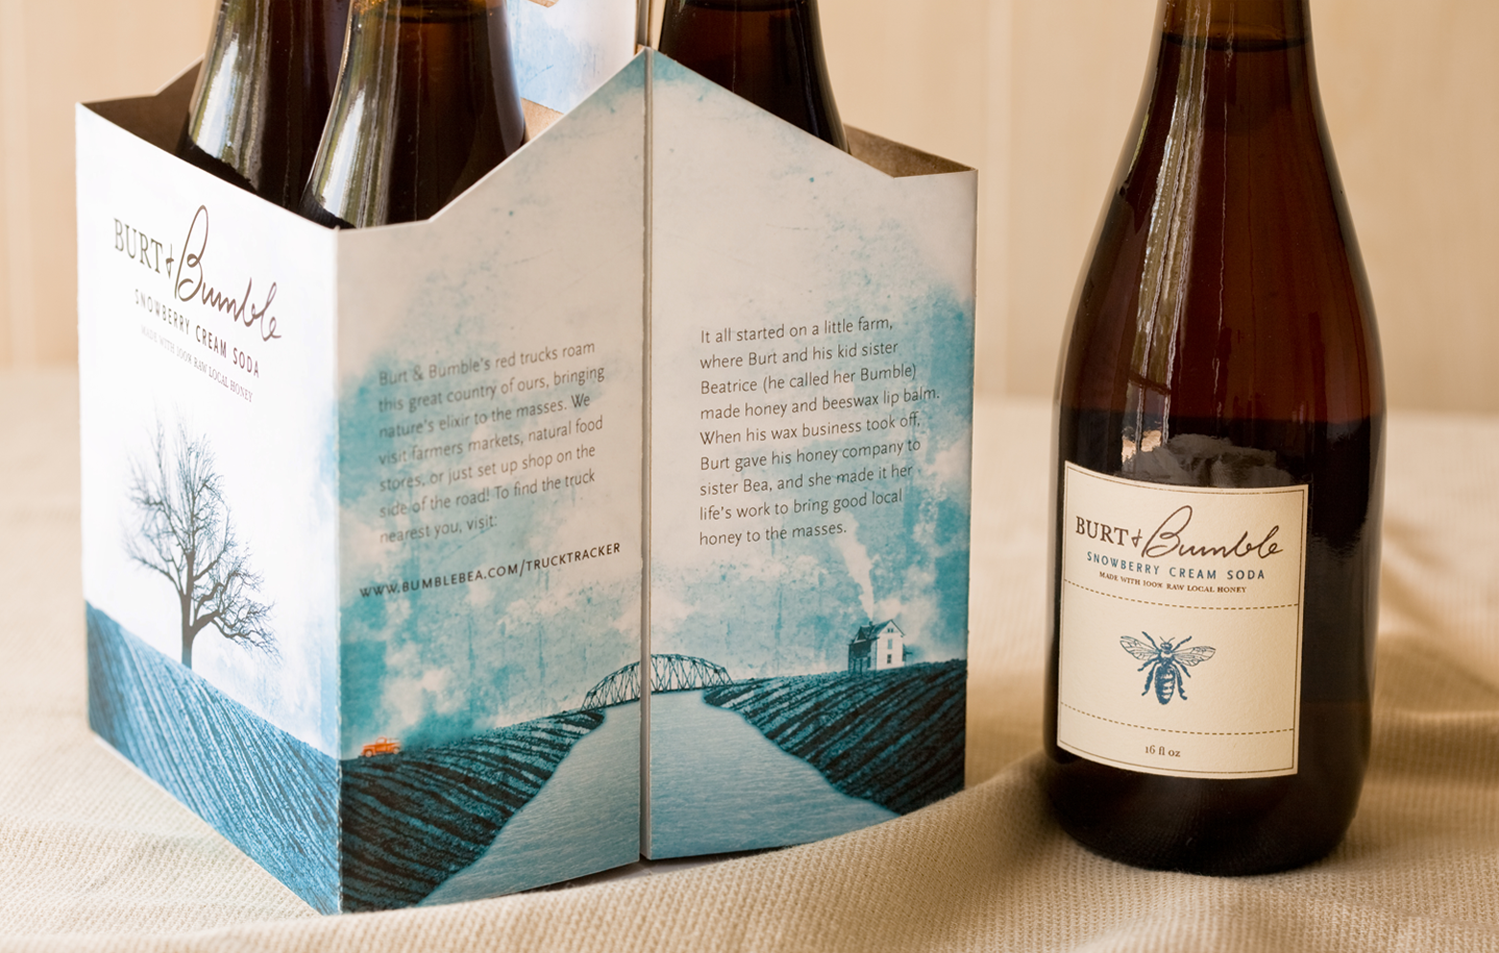 BURT & Bumble
SNOWBERRY CREAM SODA
MADE WITH 100% RAW LOCAL HONEY
Burt & Bumble's red trucks roam
this great country of ours, bringing
nature's elixir to the masses. We
visit farmers markets, natural food
stores, or just set up shop on the
side of the road! To find the truck
nearest you, visit:
WWW.BUMBLEBEA.COM/TRUCKTRACKER
It all started on a little farm,
where Burt and his kid sister
Beatrice (he called her Bumble)
made honey and beeswax lip balm.
When his wax business took off,
Burt gave his honey company to
sister Bea, and she made it her
life's work to bring good local
honey to the masses.
BURT & Bumble
SNOWBERRY CREAM SODA
MADE WITH 100% RAW LOCAL HONEY
16 fl oz